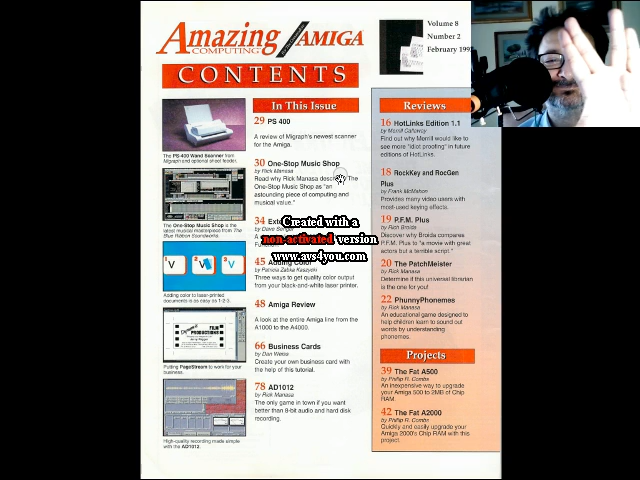 Amazing
COMPUTING
AMIGA
Volume 8
Number 2
February 199
CONTENTS
In This Issue
29 PS 400
A review of Migraph's newest scanner
for the Amiga.
30 One-Stop Music Shop
by Rick Manasa
Read why Rick Manasa The
One-Stop Music Shop as "an
astounding piece of computing and
musical value."
34
by Dave Senger
45 Adding Color
by Patricia Zabka Kaszycki
Three ways to get quality color output
from your black-and-white laser printer.
48 Amiga Review
A look at the entire Amiga line from the
A1000 to the A4000.
66 Business Cards
by Dan Weiss
Create your own business card with
the help of this tutorial.
78 AD1012
by Rick Manasa
The only game in town if you want
better than 8-bit audio and hard disk
recording.
The PS-400 Wand Scanner from
Migraph and optional sheet feeder.
The One-Stop Music Shop is the
latest musical masterpiece from The
Blue Ribbon Soundworks.
Adding color to laser-printed
documents is as easy as 1-2-3.
FILM
PRODUCTIONS
Putting PageStream to work for your
business.
High-quality recording made simple
with the AD1012.
Reviews
16 HotLinks Edition 1.1
by Merrill Callaway
Find out why Merrill would like to
see more "idiot proofing" in future
editions of HotLinks.
18 RockKey and RocGen
Plus
by Frank McMahon
Provides many video users with
most-used keying effects.
19 P.F.M. Plus
by Rich Broida
Discover why Broida compares
P.F.M. Plus to "a movie with great
actors but a terrible script."
20 The PatchMeister
by Rick Manasa
Determine if this universal librarian
is the one for you!
22 PhunnyPhonemes
by Rick Manasa
An educational game designed to
help children learn to sound out
words by understanding
phonemes.
Projects
39 The Fat A500
by Phillip R. Combs
An inexpensive way to upgrade
your Amiga 500 to 2MB of Chip
RAM.
42 The Fat A2000
by Phillip R. Combs
Quickly and easily upgrade your
Amiga 2000's Chip RAM with this
project.
Created with a
non-activated version
www.avs4you.com